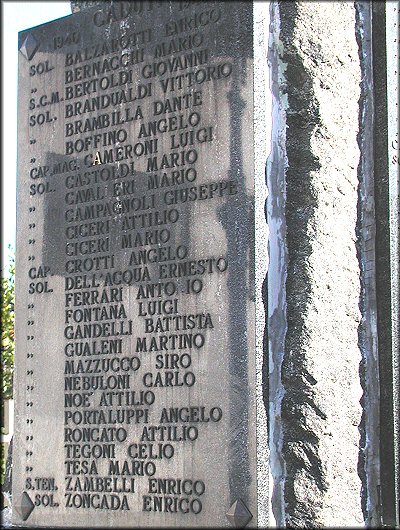 CADUTI
1940
SOL. BALZAROTTI ENRICO
" BERNACCHI MARIO
S.C.M. BERTOLDI GIOVANNI
SOL. BRANDUALDI VITTORIO
" BRAMBILLA DANTE
" BOFFINO ANGELO
CAP.MAG. CAMERONI LUIGI
SOL. CASTOLDI MARIO
" CAVAL ERI MARIO
" CAMPAGNOLI GIUSEPPE
" CICERI ATTILIO
" CICERI MARIO
CAP. CROTTI ANGELO
SOL. DELL'ACQUA ERNESTO
" FERRARI ANTO IO
" FONTANA LUIGI
" GANDELLI BATTISTA
" GUALENI MARTINO
" MAZZUCCO SIRO
" NEBULONI CARLO
" NOE' ATTILIO
" PORTALUPPI ANGELO
" RONCATO ATTILIO
" TEGONI CELIO
" TESA MARIO
S.TEN. ZAMBELLI ENRICO
SOL. ZONCADA ENRICO